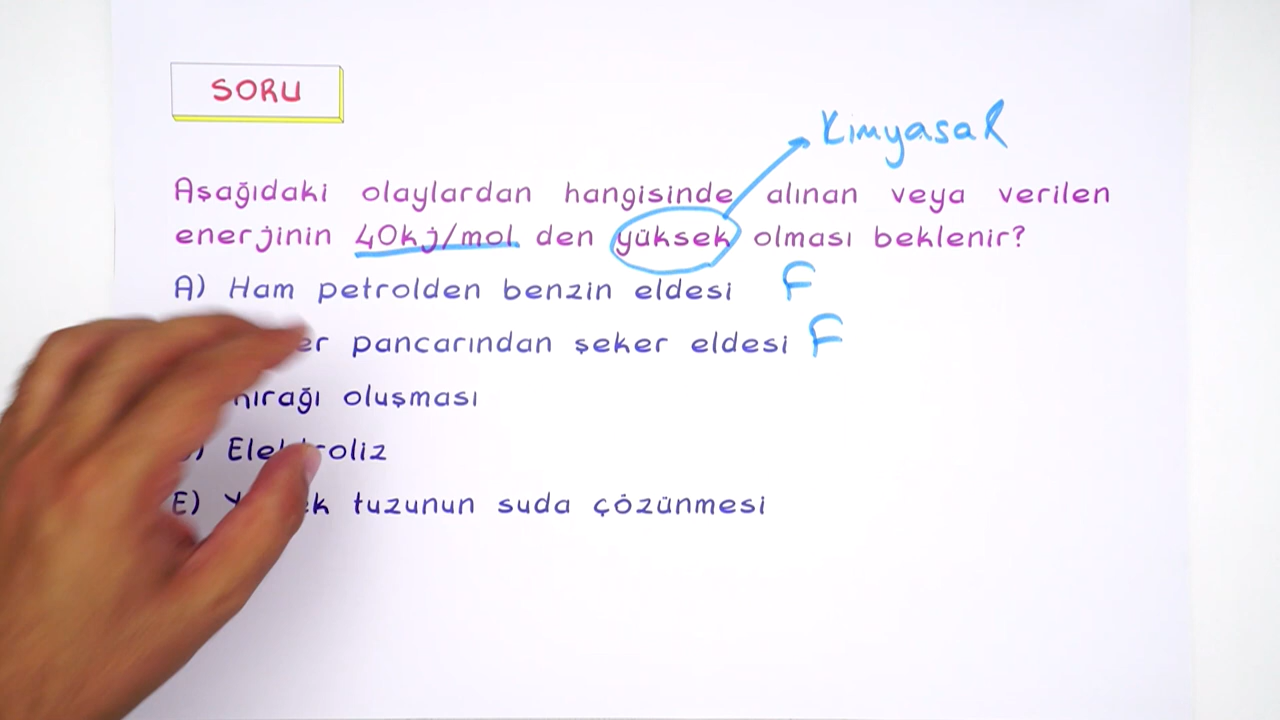 SORU
Kimyasal
Aşağıdaki olaylardan hangisinde alınan veya verilen
enerjinin 40kj/mol den yüksek olması beklenir?
A) Ham petrolden benzin eldesi F
pancarından şeker eldesi F
oluşması
Elektroliz
E) tuzunun suda çözünmesi